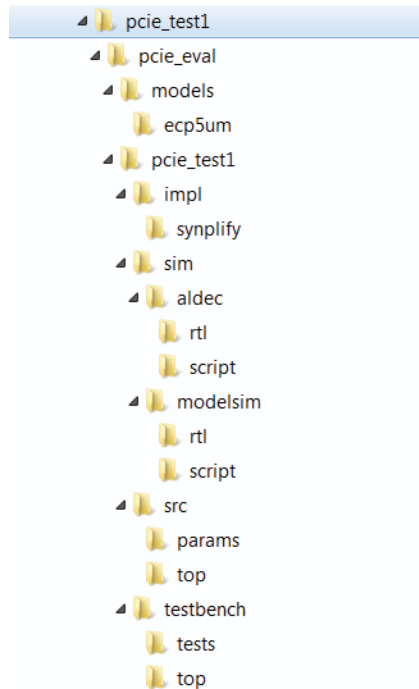 pcie_test1
pcie_eval
models
ecp5um
pcie_test1
impl
synplify
sim
aldec
rtl
script
modelsim
rtl
script
src
params
top
testbench
tests
top